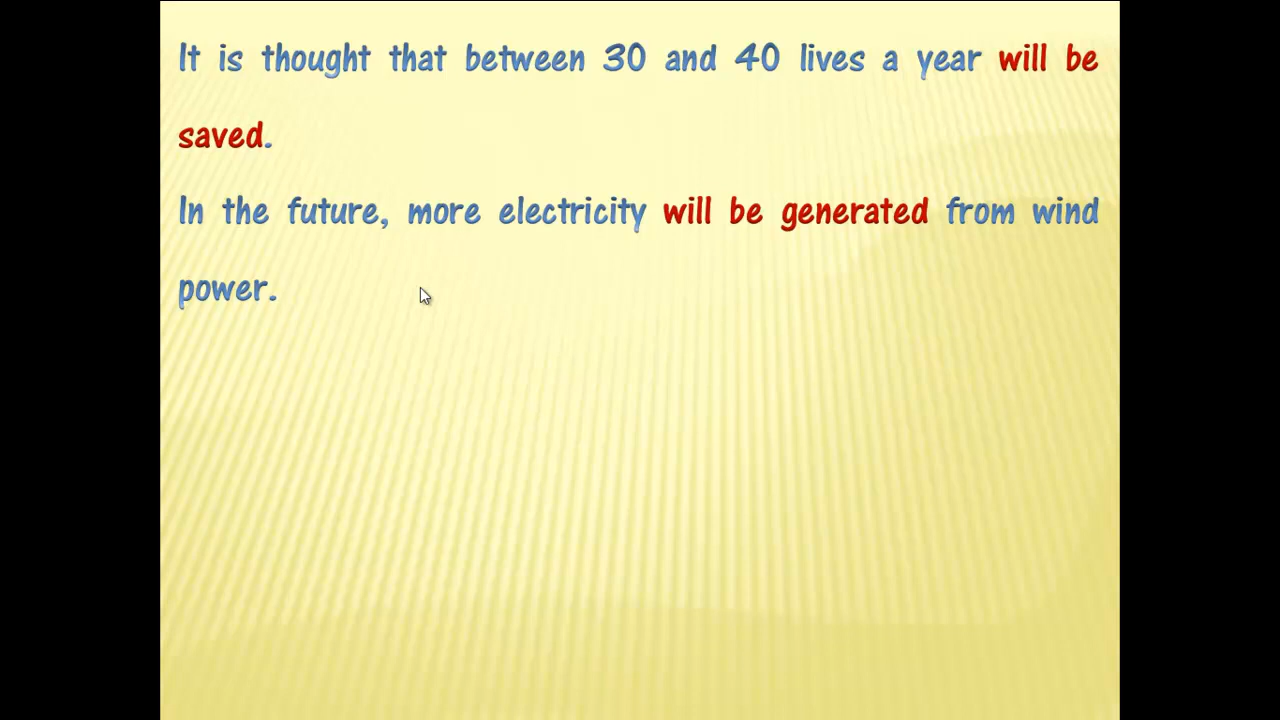 It is thought that between 30 and 40 lives a year will be
saved.
In the future, more electricity will be generated from wind
power.